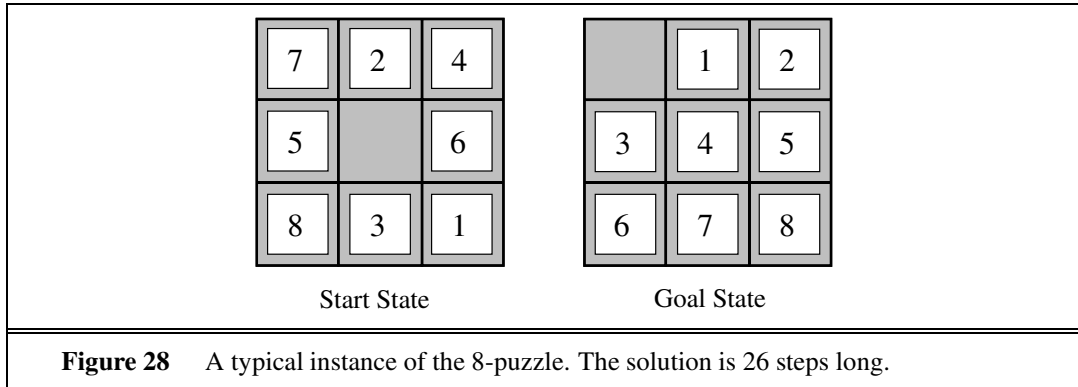 7 2 4 1 2
5 6 3 4 5
8 3 1 6 7 8
Start State Goal State
Figure 28 A typical instance of the 8-puzzle. The solution is 26 steps long.